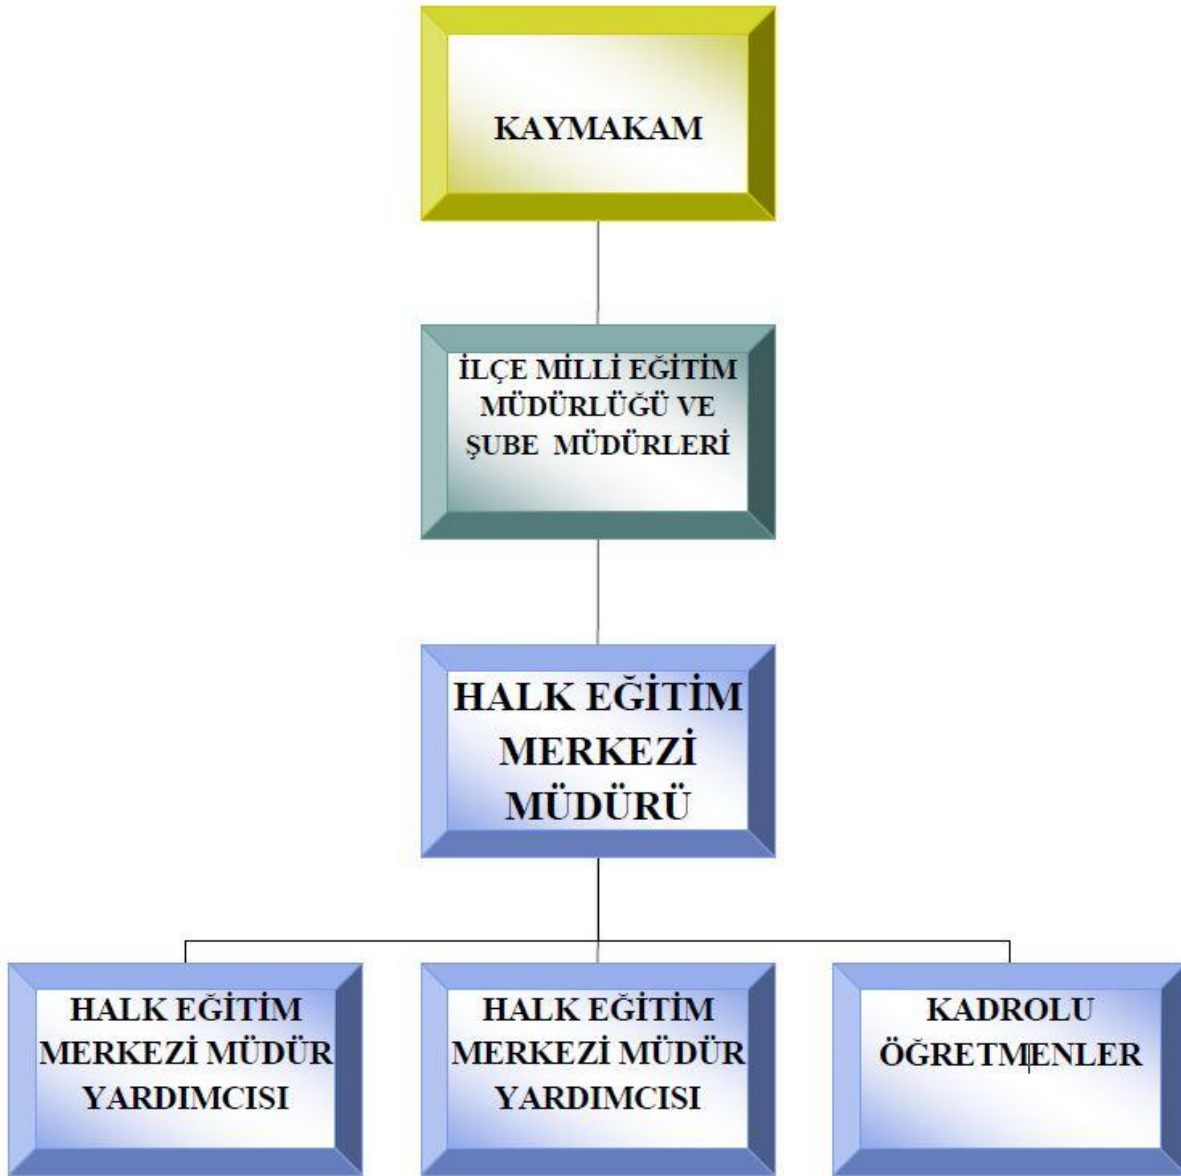 KAYMAKAM
İLÇE MİLLİ EĞİTİM
MÜDÜRLÜĞÜ VE
ŞUBE MÜDÜRLERİ
HALK EĞİTİM
MERKEZİ
MÜDÜRÜ
HALK EĞİTİM
MERKEZİ MÜDÜR
YARDIMCISI
HALK EĞİTİM
MERKEZİ MÜDÜR
YARDIMCISI
KADROLU
ÖĞRETMENLER